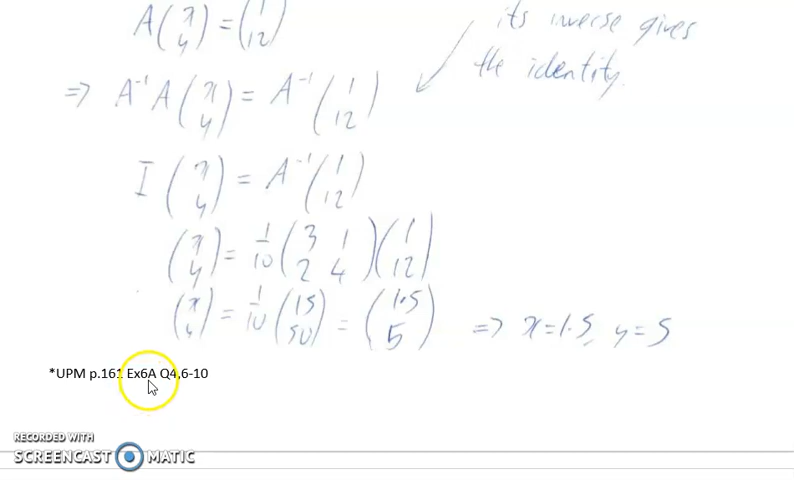 A(x y) = (1 12)
its inverse gives
the identity.
=> A⁻¹ A (x y) = A⁻¹ (1 12)
I (x y) = A⁻¹ (1 12)
(x y) = 1/10 (3 1 2 4)(1 12)
(x y) = 1/10 (15 50) = (1.5 5) => x=1.5, y=5
*UPM p.161 Ex6A Q4,6-10
RECORDED WITH
SCREENCAST MATIC